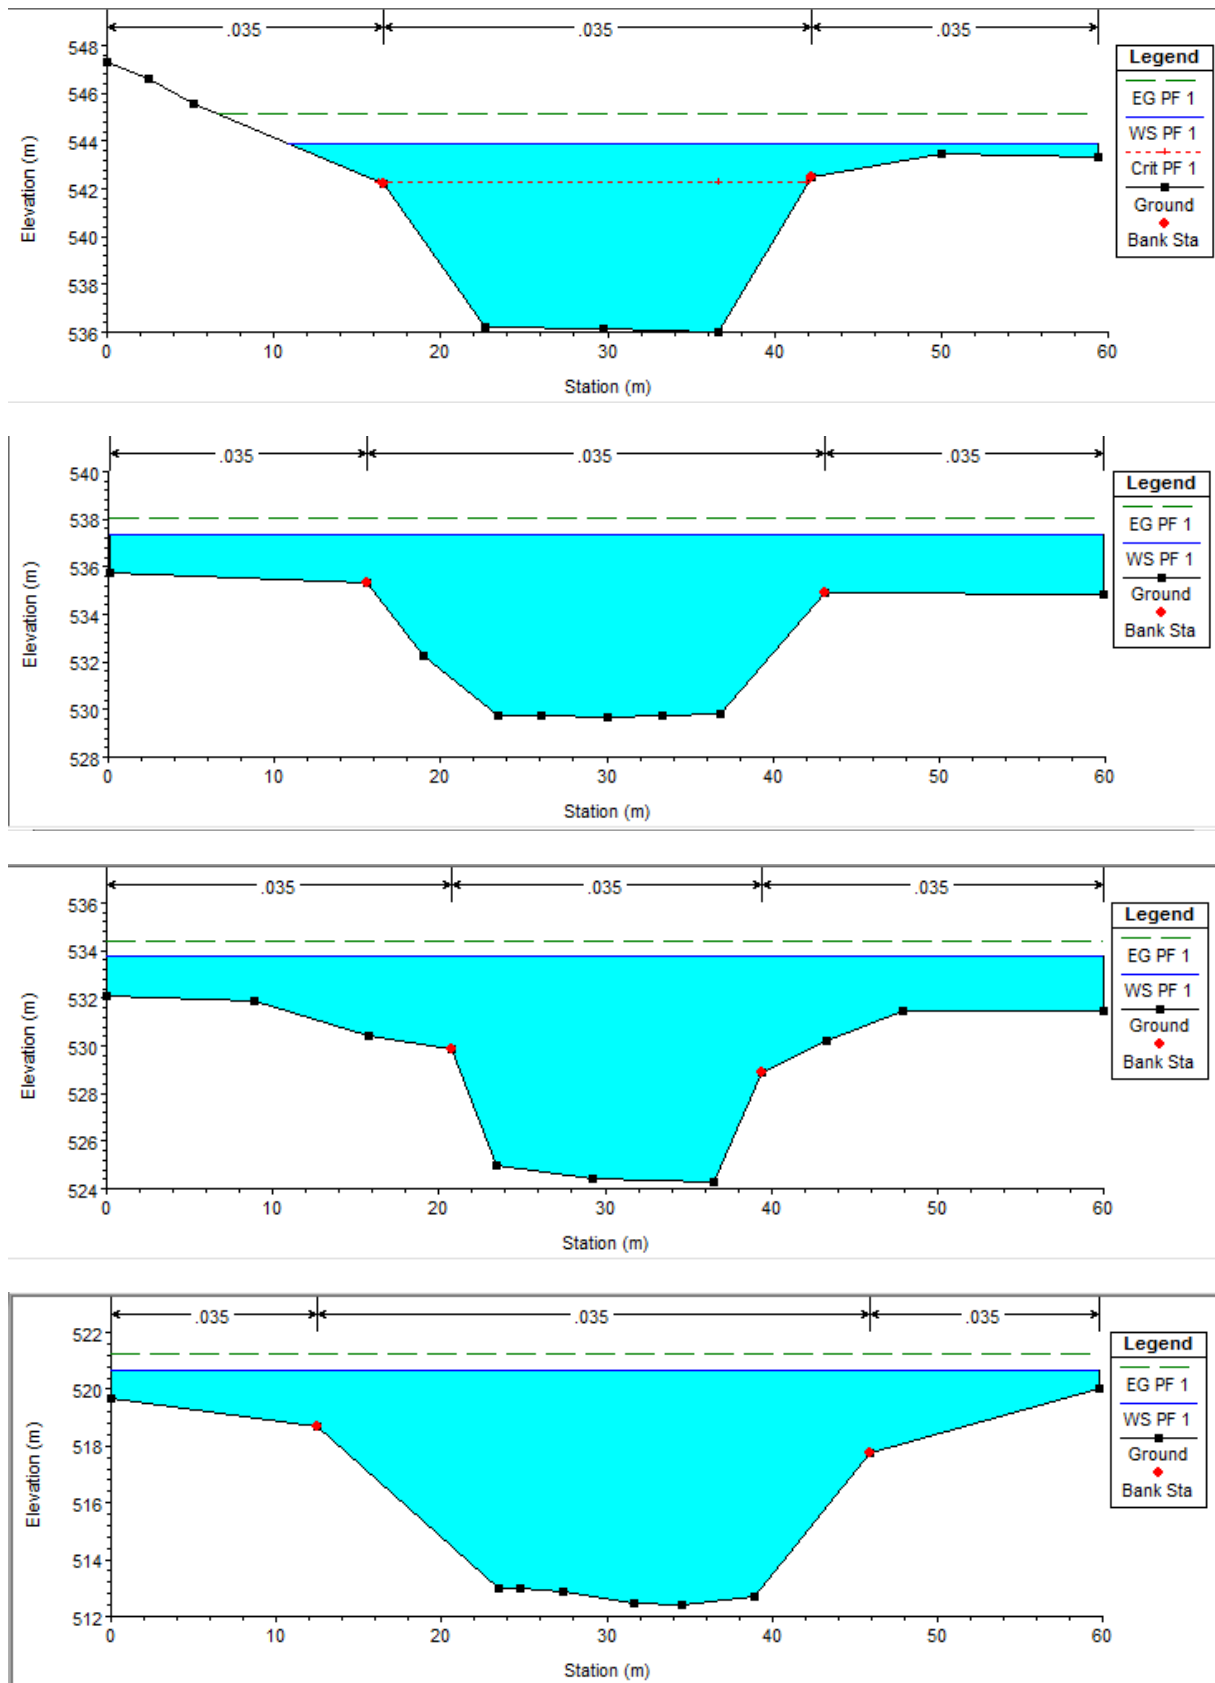 .035 .035 .035
548
546
544
542
540
538
536
Elevation (m)
0 10 20 30 40 50 60
Station (m)
Legend
EG PF 1
WS PF 1
Crit PF 1
Ground
Bank Sta
.035 .035 .035
540
538
536
534
532
530
528
Elevation (m)
0 10 20 30 40 50 60
Station (m)
Legend
EG PF 1
WS PF 1
Ground
Bank Sta
.035 .035 .035
536
534
532
530
528
526
524
Elevation (m)
0 10 20 30 40 50 60
Station (m)
Legend
EG PF 1
WS PF 1
Ground
Bank Sta
.035 .035 .035
522
520
518
516
514
512
Elevation (m)
0 10 20 30 40 50 60
Station (m)
Legend
EG PF 1
WS PF 1
Ground
Bank Sta